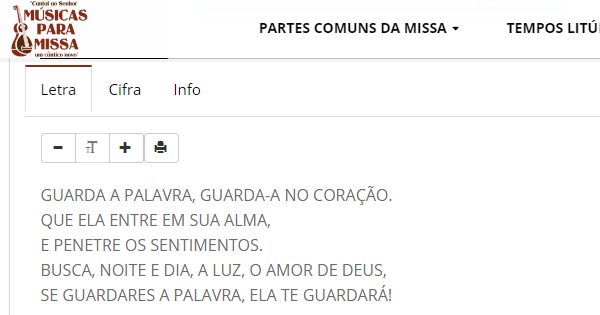 "Cantai ao Senhor
MÚSICAS
PARA
MISSA
um cântico novo"
PARTES COMUNS DA MISSA
TEMPOS LITÚ
Letra
Cifra
Info
- T +
GUARDA A PALAVRA, GUARDA-A NO CORAÇÃO.
QUE ELA ENTRE EM SUA ALMA,
E PENETRE OS SENTIMENTOS.
BUSCA, NOITE E DIA, A LUZ, O AMOR DE DEUS,
SE GUARDARES A PALAVRA, ELA TE GUARDARÁ!